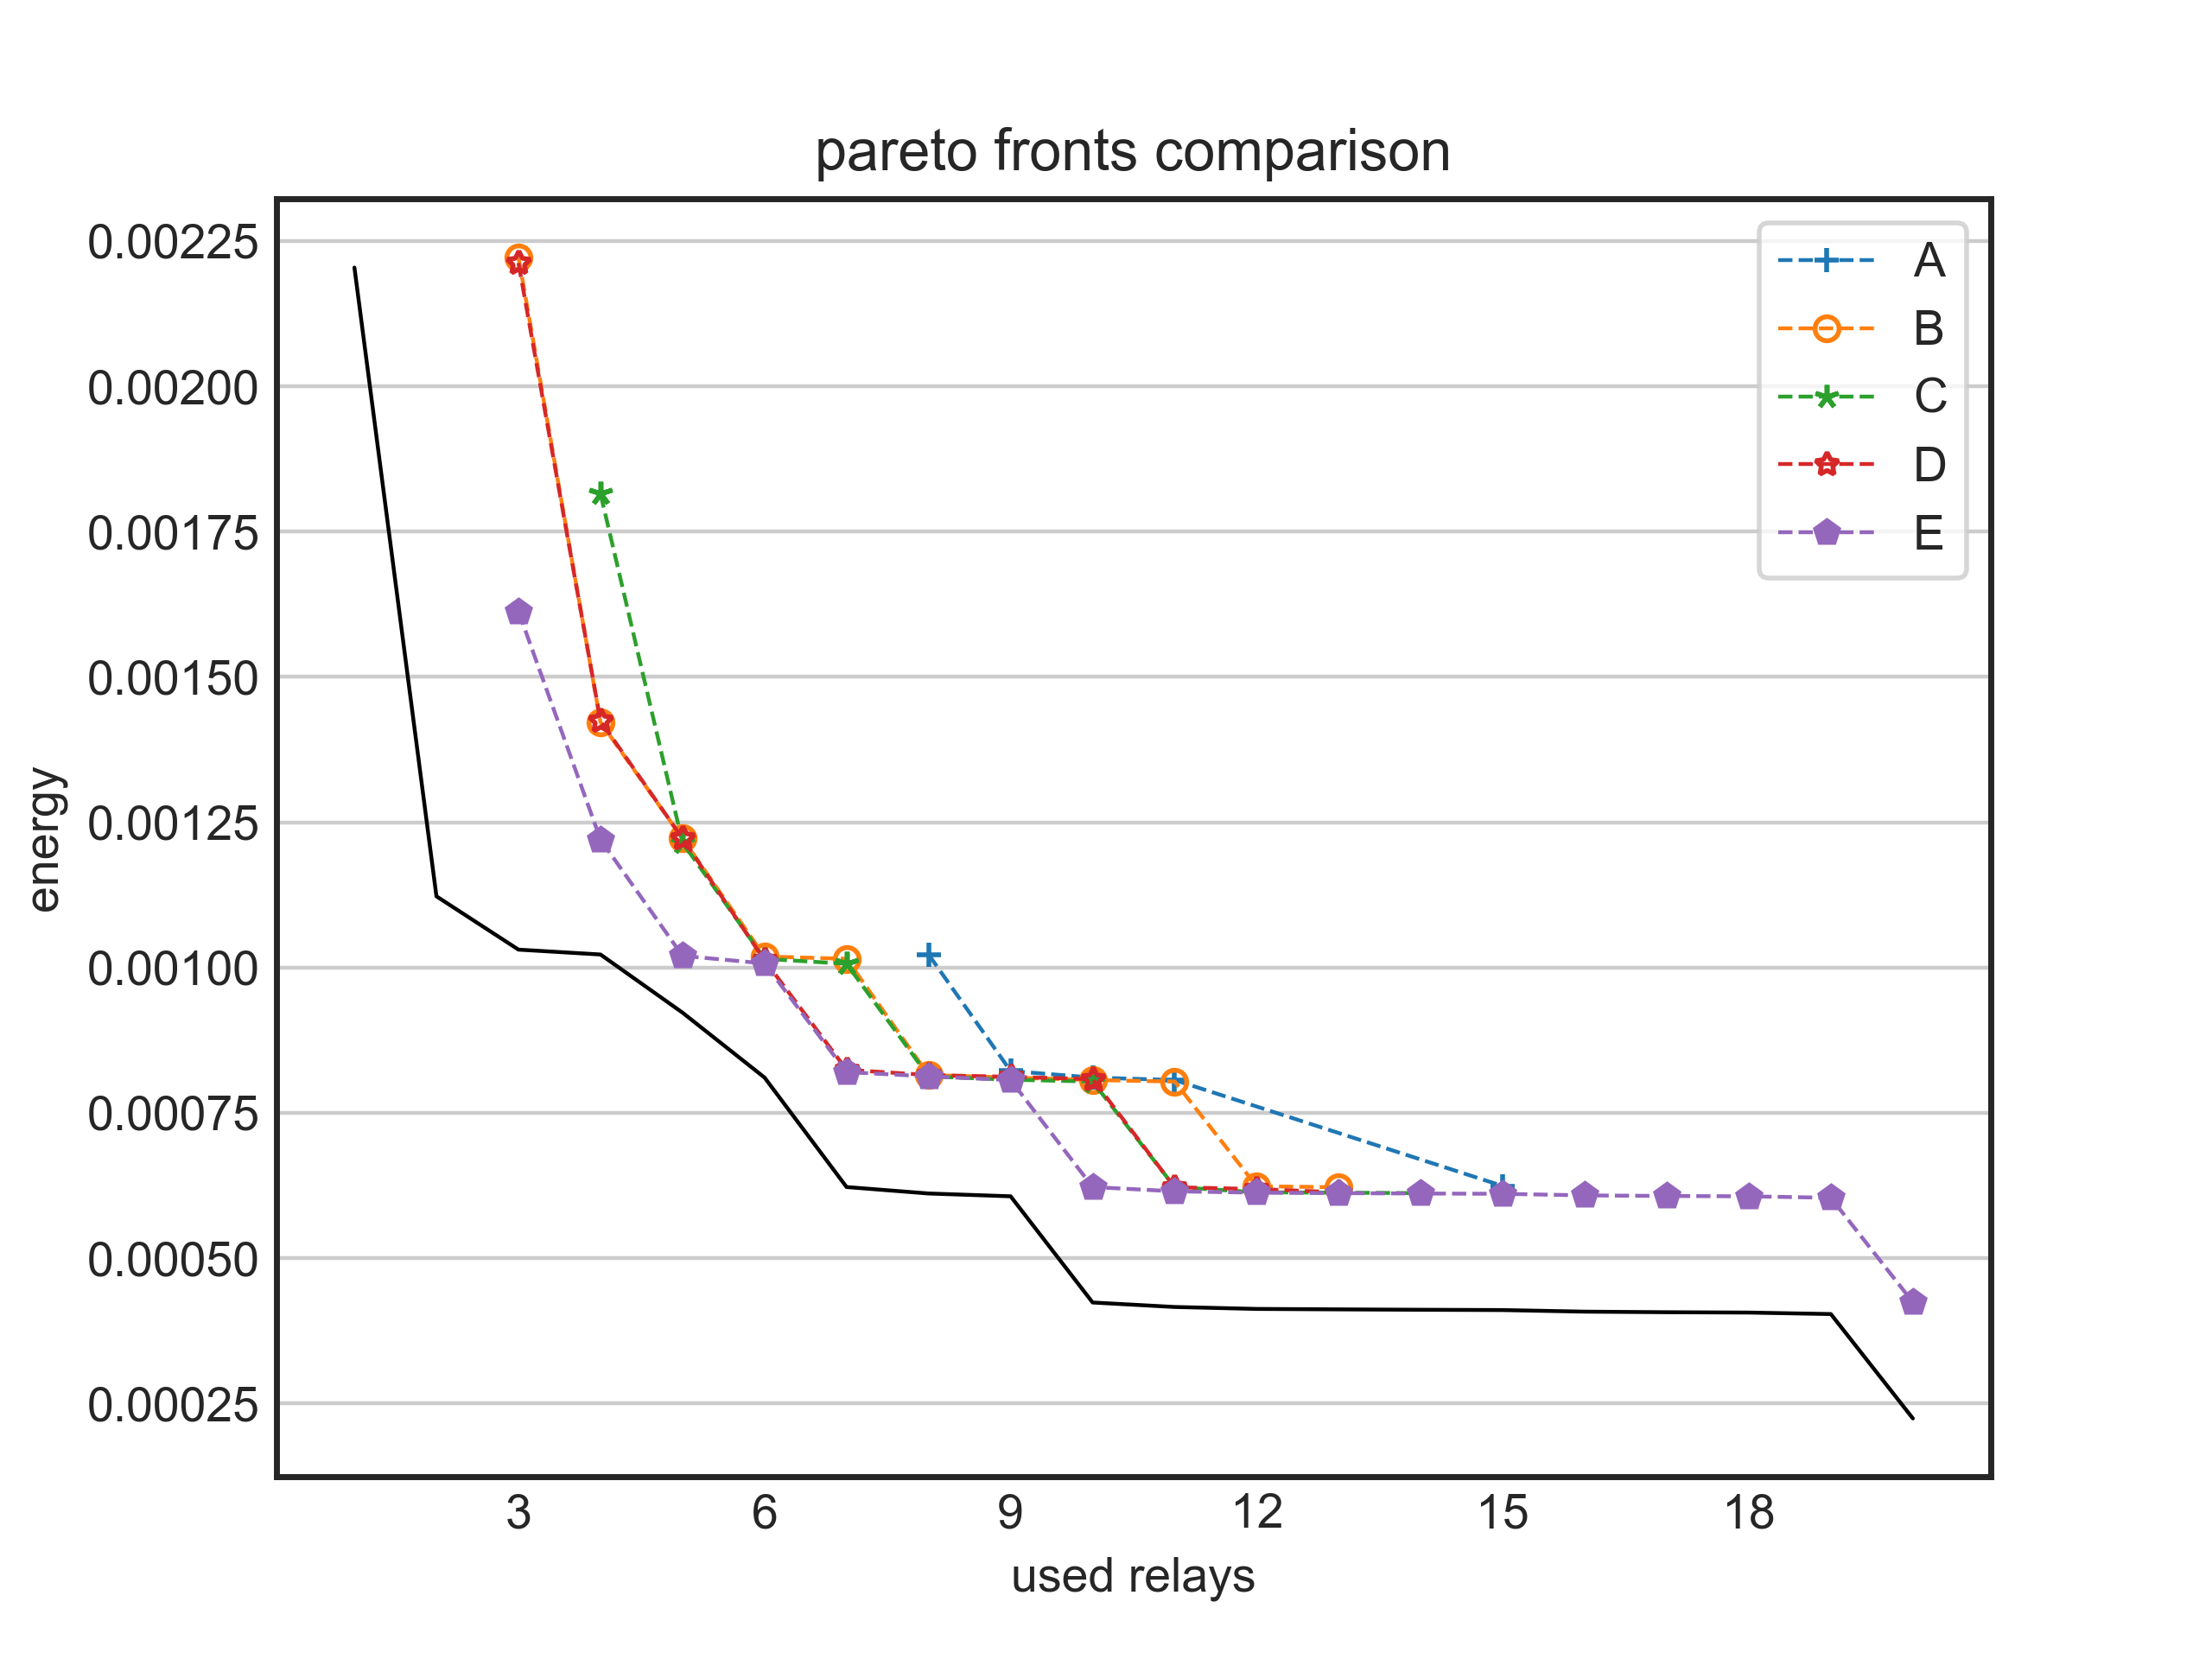 pareto fronts comparison
0.00225
0.00200
0.00175
0.00150
0.00125
0.00100
0.00075
0.00050
0.00025
energy
A
B
C
D
E
3 6 9 12 15 18
used relays